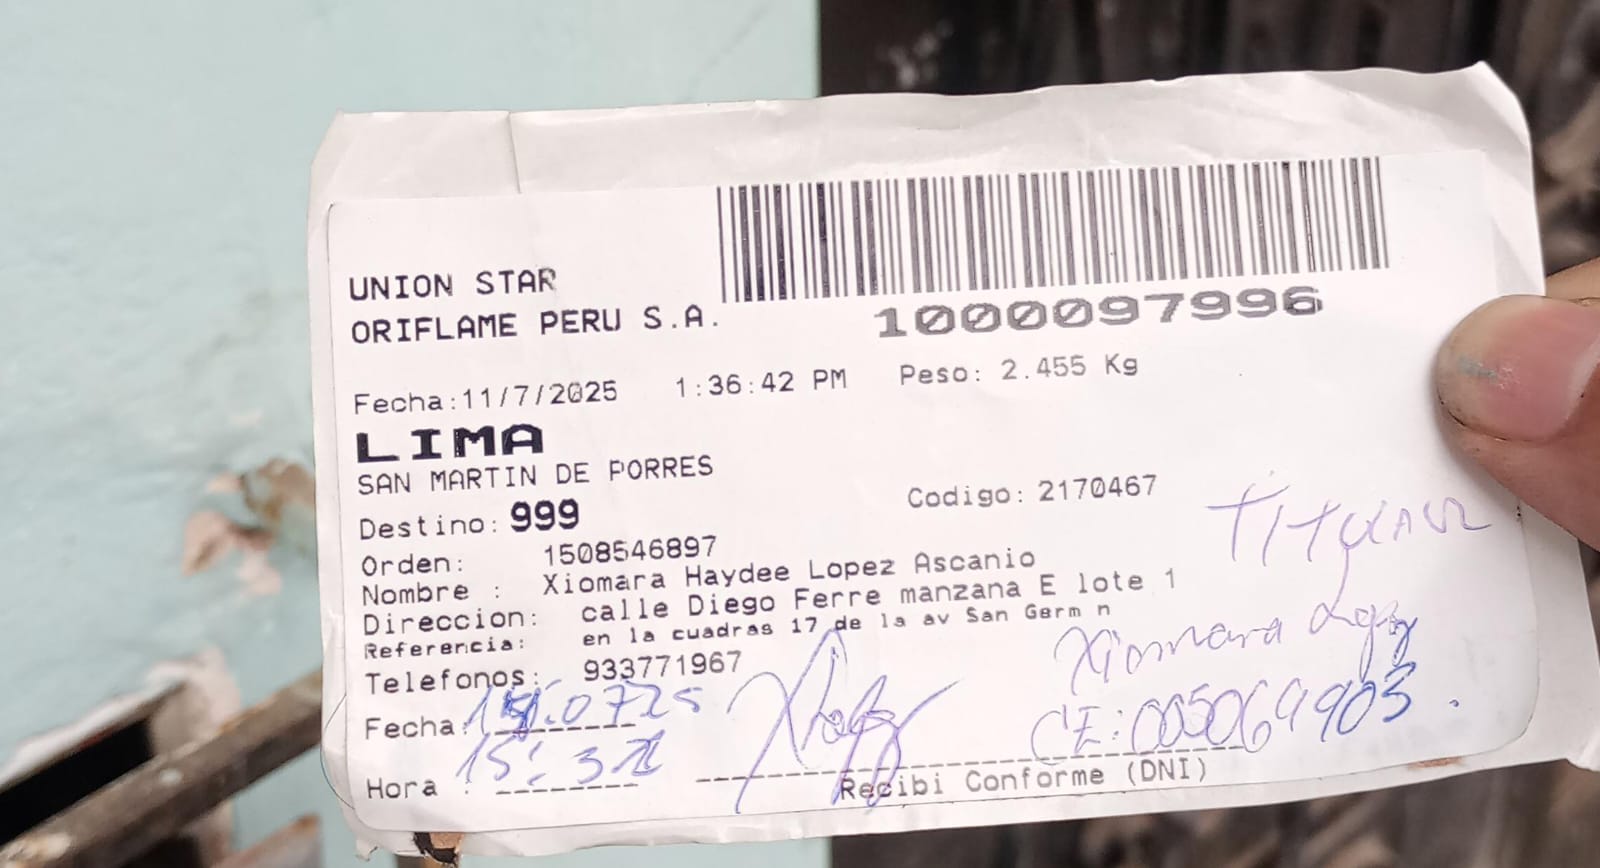 UNION STAR
ORIFLAME PERU S.A.
1000097996
Fecha:11/7/2025 1:36:42 PM Peso: 2.455 Kg
LIMA
SAN MARTIN DE PORRES
Destino: 999 Codigo: 2170467
Orden: 1508546897
TITULAR
Nombre : Xiomara Haydee Lopez Ascanio
Direccion: calle Diego Ferre manzana E lote 1
Referencia: en la cuadras 17 de la av San Germ n
Telefonos: 933771967
Xiomara Lopez
Fecha:
CE: 005069903.
Hora :
Recibi Conforme (DNI)